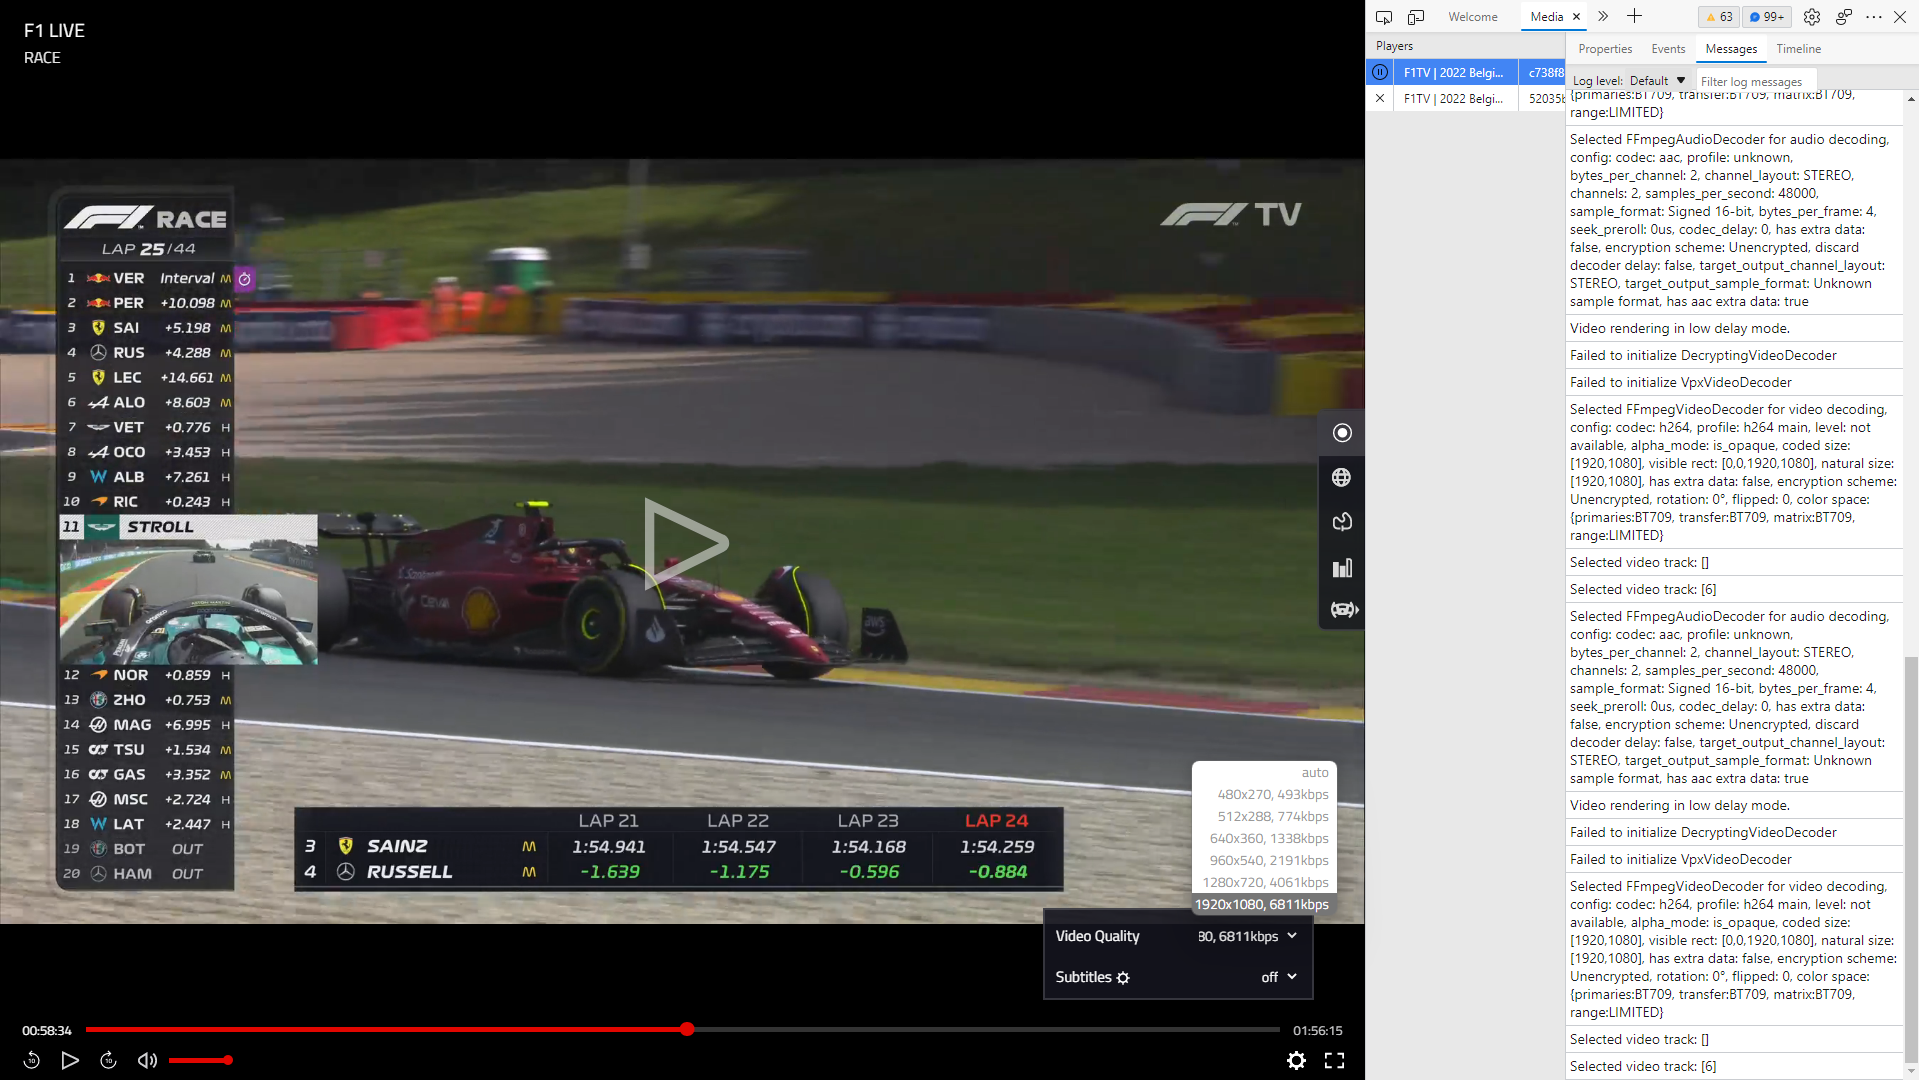 F1 LIVE
RACE
F1 RACE
LAP 25/44
1 VER Interval M
2 PER +10.098 M
3 SAI +5.198 M
4 RUS +4.288 M
5 LEC +14.661 M
6 ALO +8.603 M
7 VET +0.776 H
8 OCO +3.453 H
9 ALB +7.261 H
10 RIC +0.243 H
11 STROLL
12 NOR +0.859 H
13 ZHO +0.753 M
14 MAG +6.995 H
15 TSU +1.534 M
16 GAS +3.352 M
17 MSC +2.724 H
18 LAT +2.447 H
19 BOT OUT
20 HAM OUT
F1 TV
CEVA
aws
LAP 21 LAP 22 LAP 23 LAP 24
3 SAINZ M 1:54.941 1:54.547 1:54.168 1:54.259
4 RUSSELL M -1.639 -1.175 -0.596 -0.884
auto
480x270, 493kbps
512x288, 774kbps
640x360, 1338kbps
960x540, 2191kbps
1280x720, 4061kbps
1920x1080, 6811kbps
Video Quality 80, 6811kbps
Subtitles off
00:58:34 01:56:15
10 10
Welcome Media 63 99+
Players
F1TV | 2022 Belgi... c738f8
F1TV | 2022 Belgi... 52035b
Properties Events Messages Timeline
Log level: Default Filter log messages
{primaries:BT709, transfer:BT709, matrix:BT709,
range:LIMITED}
Selected FFmpegAudioDecoder for audio decoding,
config: codec: aac, profile: unknown,
bytes_per_channel: 2, channel_layout: STEREO,
channels: 2, samples_per_second: 48000,
sample_format: Signed 16-bit, bytes_per_frame: 4,
seek_preroll: 0us, codec_delay: 0, has extra data:
false, encryption scheme: Unencrypted, discard
decoder delay: false, target_output_channel_layout:
STEREO, target_output_sample_format: Unknown
sample format, has aac extra data: true
Video rendering in low delay mode.
Failed to initialize DecryptingVideoDecoder
Failed to initialize VpxVideoDecoder
Selected FFmpegVideoDecoder for video decoding,
config: codec: h264, profile: h264 main, level: not
available, alpha_mode: is_opaque, coded size:
[1920,1080], visible rect: [0,0,1920,1080], natural size:
[1920,1080], has extra data: false, encryption scheme:
Unencrypted, rotation: 0°, flipped: 0, color space:
{primaries:BT709, transfer:BT709, matrix:BT709,
range:LIMITED}
Selected video track: []
Selected video track: [6]
Selected FFmpegAudioDecoder for audio decoding,
config: codec: aac, profile: unknown,
bytes_per_channel: 2, channel_layout: STEREO,
channels: 2, samples_per_second: 48000,
sample_format: Signed 16-bit, bytes_per_frame: 4,
seek_preroll: 0us, codec_delay: 0, has extra data:
false, encryption scheme: Unencrypted, discard
decoder delay: false, target_output_channel_layout:
STEREO, target_output_sample_format: Unknown
sample format, has aac extra data: true
Video rendering in low delay mode.
Failed to initialize DecryptingVideoDecoder
Failed to initialize VpxVideoDecoder
Selected FFmpegVideoDecoder for video decoding,
config: codec: h264, profile: h264 main, level: not
available, alpha_mode: is_opaque, coded size:
[1920,1080], visible rect: [0,0,1920,1080], natural size:
[1920,1080], has extra data: false, encryption scheme:
Unencrypted, rotation: 0°, flipped: 0, color space:
{primaries:BT709, transfer:BT709, matrix:BT709,
range:LIMITED}
Selected video track: []
Selected video track: [6]